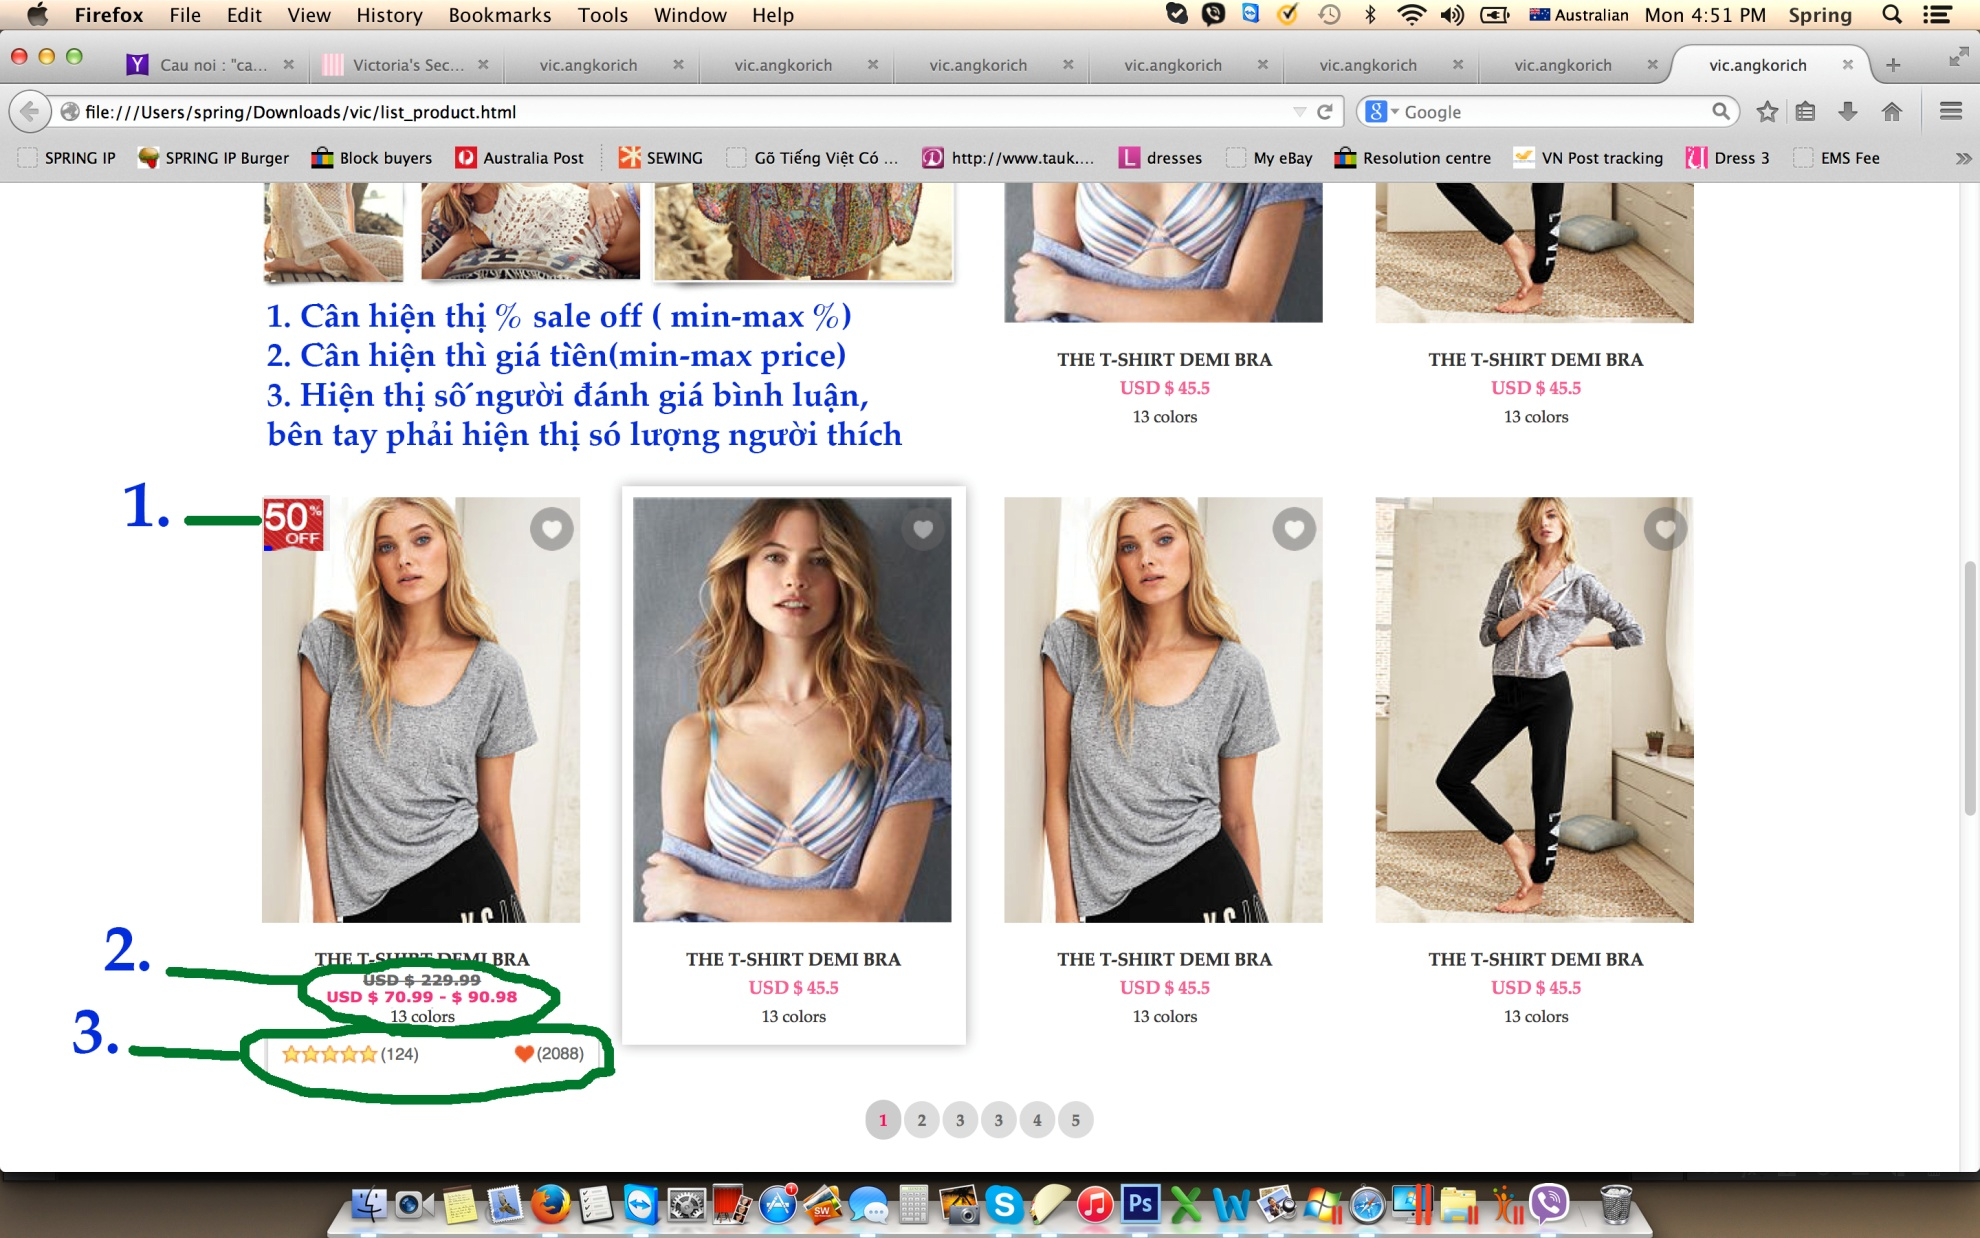 Firefox File Edit View History Bookmarks Tools Window Help Australian Mon 4:51 PM Spring
Cau noi : "ca... Victoria's Sec... vic.angkorich vic.angkorich vic.angkorich vic.angkorich vic.angkorich vic.angkorich vic.angkorich
file:///Users/spring/Downloads/vic/list_product.html Google
SPRING IP SPRING IP Burger Block buyers Australia Post SEWING Gõ Tiếng Việt Có ... http://www.tauk.... dresses My eBay Resolution centre VN Post tracking Dress 3 EMS Fee
1. Cân hiện thị % sale off ( min-max %)
2. Cân hiện thì giá tiền(min-max price)
3. Hiện thị số người đánh giá bình luận,
bên tay phải hiện thị só lượng người thích
THE T-SHIRT DEMI BRA THE T-SHIRT DEMI BRA
USD $ 45.5 USD $ 45.5
13 colors 13 colors
1.
50% OFF
LOVE
2.
THE T-SHIRT DEMI BRA THE T-SHIRT DEMI BRA THE T-SHIRT DEMI BRA THE T-SHIRT DEMI BRA
USD $ 229.99
USD $ 70.99 - $ 90.98 USD $ 45.5 USD $ 45.5 USD $ 45.5
13 colors 13 colors 13 colors 13 colors
3.
(124) (2088)
1 2 3 3 4 5